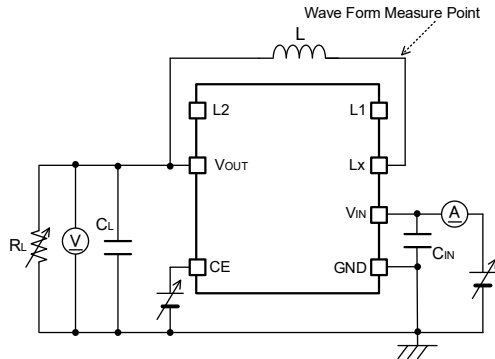 Wave Form Measure Point
L
L2
L1
VOUT
Lx
VIN
A
RL
V
CL
CIN
CE
GND